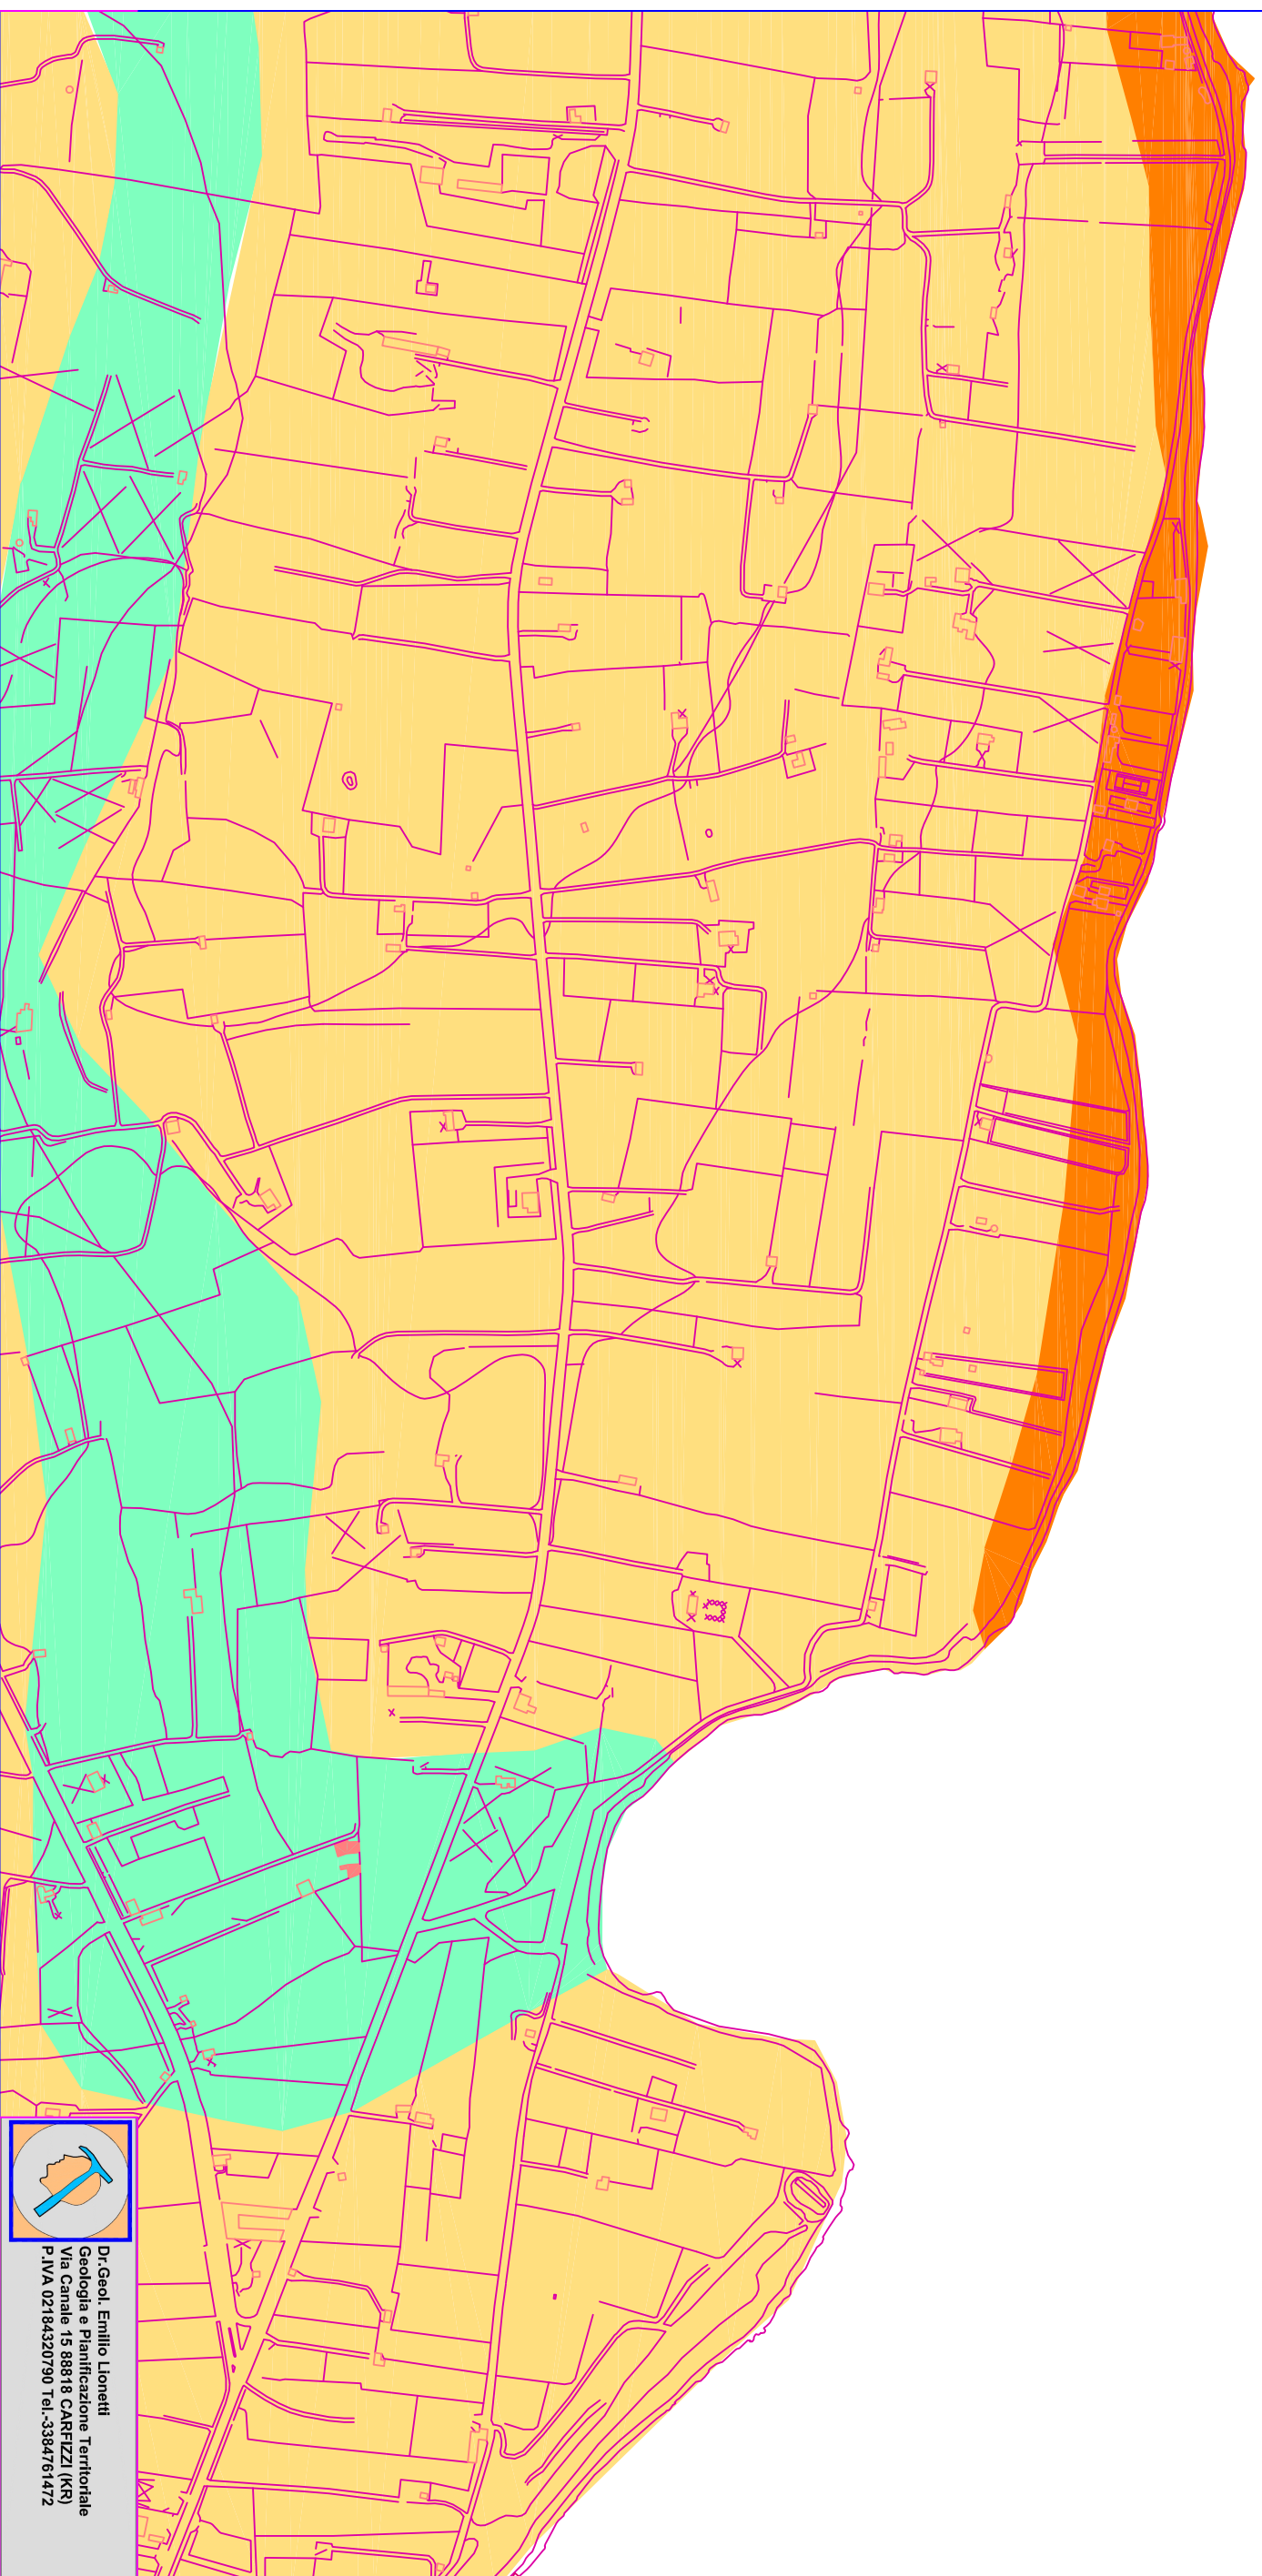 Dr.Geol. Emilio Lionetti
Geologia e Pianificazione Territoriale
Via Canale 15 88818 CARFIZZI (KR)
P.IVA 02184320790 Tel.-3384761472